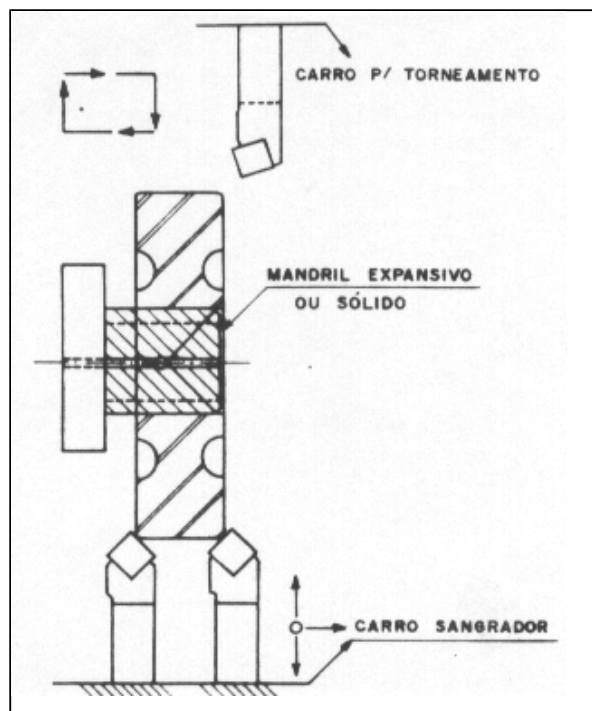 CARRO P/ TORNEAMENTO
MANDRIL EXPANSIVO
OU SÓLIDO
CARRO SANGRADOR